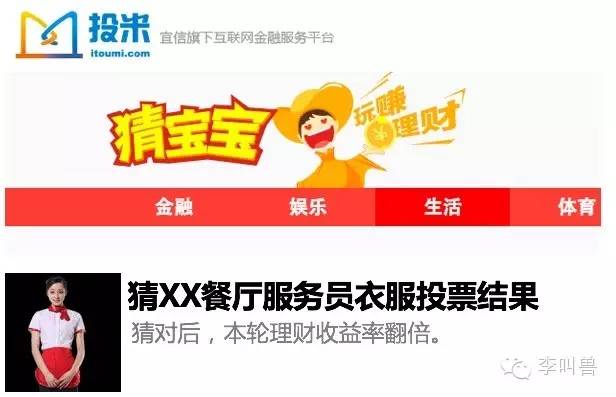 投米
itoumi.com
宜信旗下互联网金融服务平台
猜宝宝
玩赚
理财
¥
金融 娱乐 生活 体育
猜XX餐厅服务员衣服投票结果
猜对后，本轮理财收益率翻倍。
李叫兽